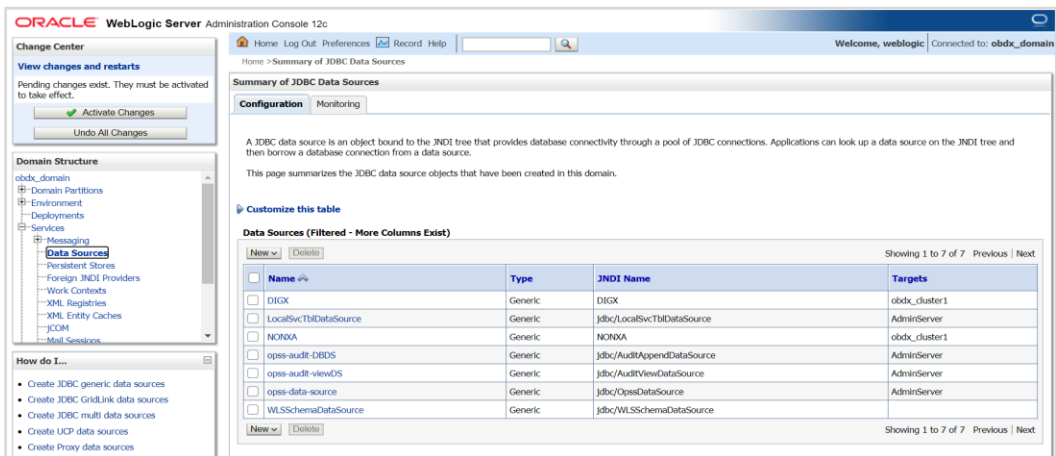 ORACLE WebLogic Server Administration Console 12c
Change Center
View changes and restarts
Pending changes exist. They must be activated
to take effect.
Activate Changes
Undo All Changes
Domain Structure
obdx_domain
Domain Partitions
Environment
Deployments
Services
Messaging
Data Sources
Persistent Stores
Foreign JNDI Providers
Work Contexts
XML Registries
XML Entity Caches
jCOM
Mail Sessions
How do I...
Create JDBC generic data sources
Create JDBC GridLink data sources
Create JDBC multi data sources
Create UCP data sources
Create Proxy data sources
Home Log Out Preferences Record Help
Welcome, weblogic Connected to: obdx_domain
Home >Summary of JDBC Data Sources
Summary of JDBC Data Sources
Configuration Monitoring
A JDBC data source is an object bound to the JNDI tree that provides database connectivity through a pool of JDBC connections. Applications can look up a data source on the JNDI tree and
then borrow a database connection from a data source.
This page summarizes the JDBC data source objects that have been created in this domain.
Customize this table
Data Sources (Filtered - More Columns Exist)
New Delete Showing 1 to 7 of 7 Previous | Next
Name Type JNDI Name Targets
DIGX Generic DIGX obdx_cluster1
LocalSvcTblDataSource Generic jdbc/LocalSvcTblDataSource AdminServer
NONXA Generic NONXA obdx_cluster1
opss-audit-DBDS Generic jdbc/AuditAppendDataSource AdminServer
opss-audit-viewDS Generic jdbc/AuditViewDataSource AdminServer
opss-data-source Generic jdbc/OpssDataSource AdminServer
WLSSchemaDataSource Generic jdbc/WLSSchemaDataSource
New Delete Showing 1 to 7 of 7 Previous | Next